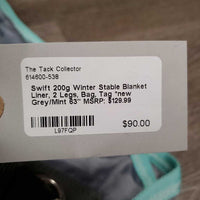 The Tack Collector
614600-538
Swift 200g Winter Stable Blanket
Liner, 2 Legs, Bag, Tag *new
Grey/Mint 63" MSRP: $129.99
L97FQP
$90.00